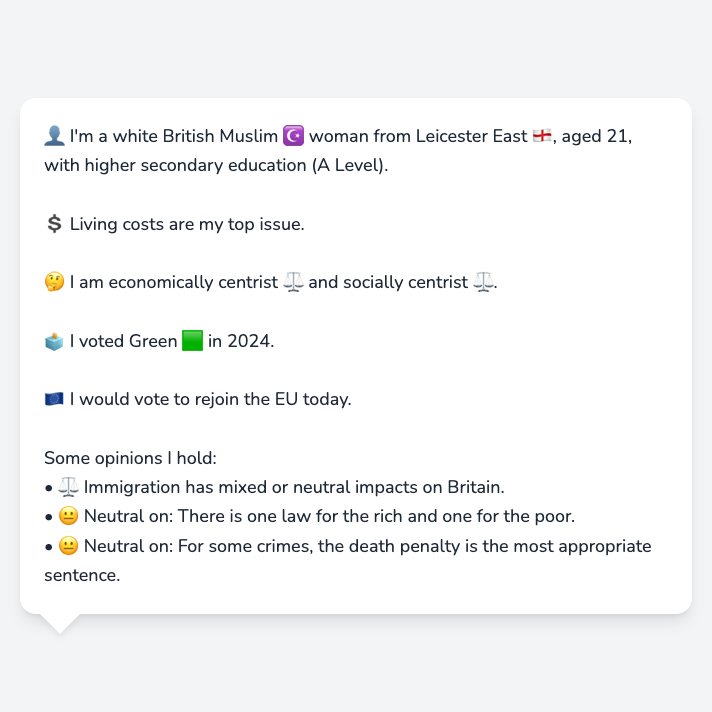 👤 I'm a white British Muslim ☪️ woman from Leicester East 🏴󠁧󠁢󠁥󠁮󠁧󠁿, aged 21,
with higher secondary education (A Level).
💲 Living costs are my top issue.
🤔 I am economically centrist ⚖️ and socially centrist ⚖️.
🗳️ I voted Green 🟩 in 2024.
🇪🇺 I would vote to rejoin the EU today.
Some opinions I hold:
• ⚖️ Immigration has mixed or neutral impacts on Britain.
• 😐 Neutral on: There is one law for the rich and one for the poor.
• 😐 Neutral on: For some crimes, the death penalty is the most appropriate
sentence.